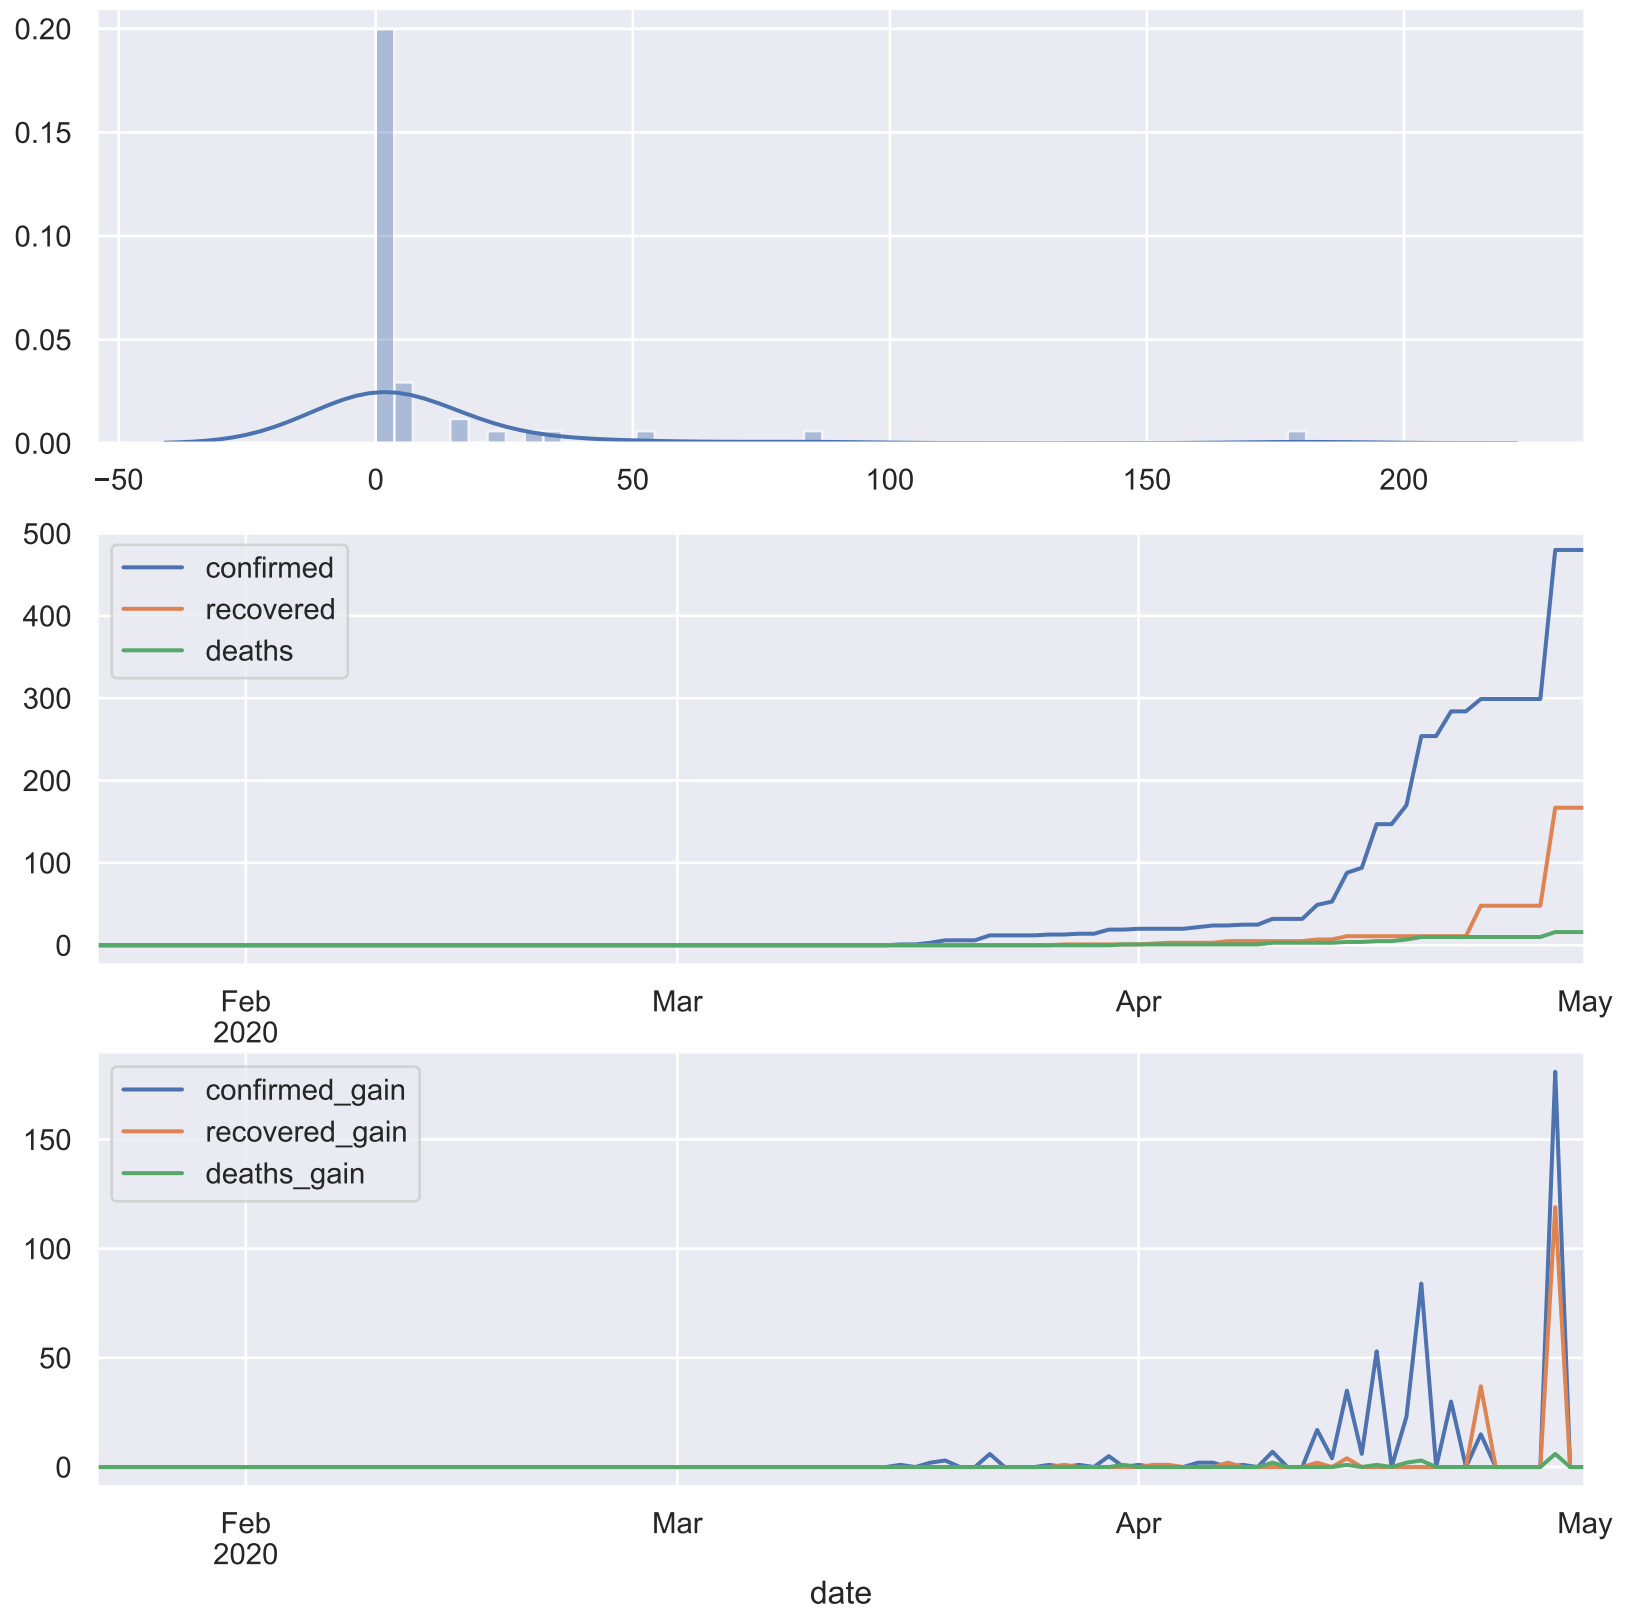 0.20
0.15
0.10
0.05
0.00
−50 0 50 100 150 200
500
400
300
200
100
0
confirmed
recovered
deaths
Feb Mar Apr May
2020
150
100
50
0
confirmed_gain
recovered_gain
deaths_gain
Feb Mar Apr May
2020
date